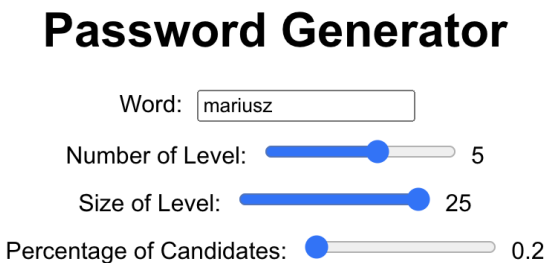 Password Generator
Word: mariusz
Number of Level: 5
Size of Level: 25
Percentage of Candidates: 0.2